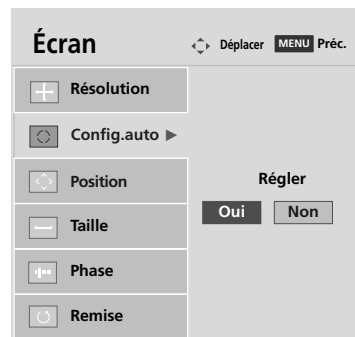 Écran
Déplacer MENU Préc.
Résolution
Config.auto ►
Position
Taille
Phase
Remise
Régler
Oui Non